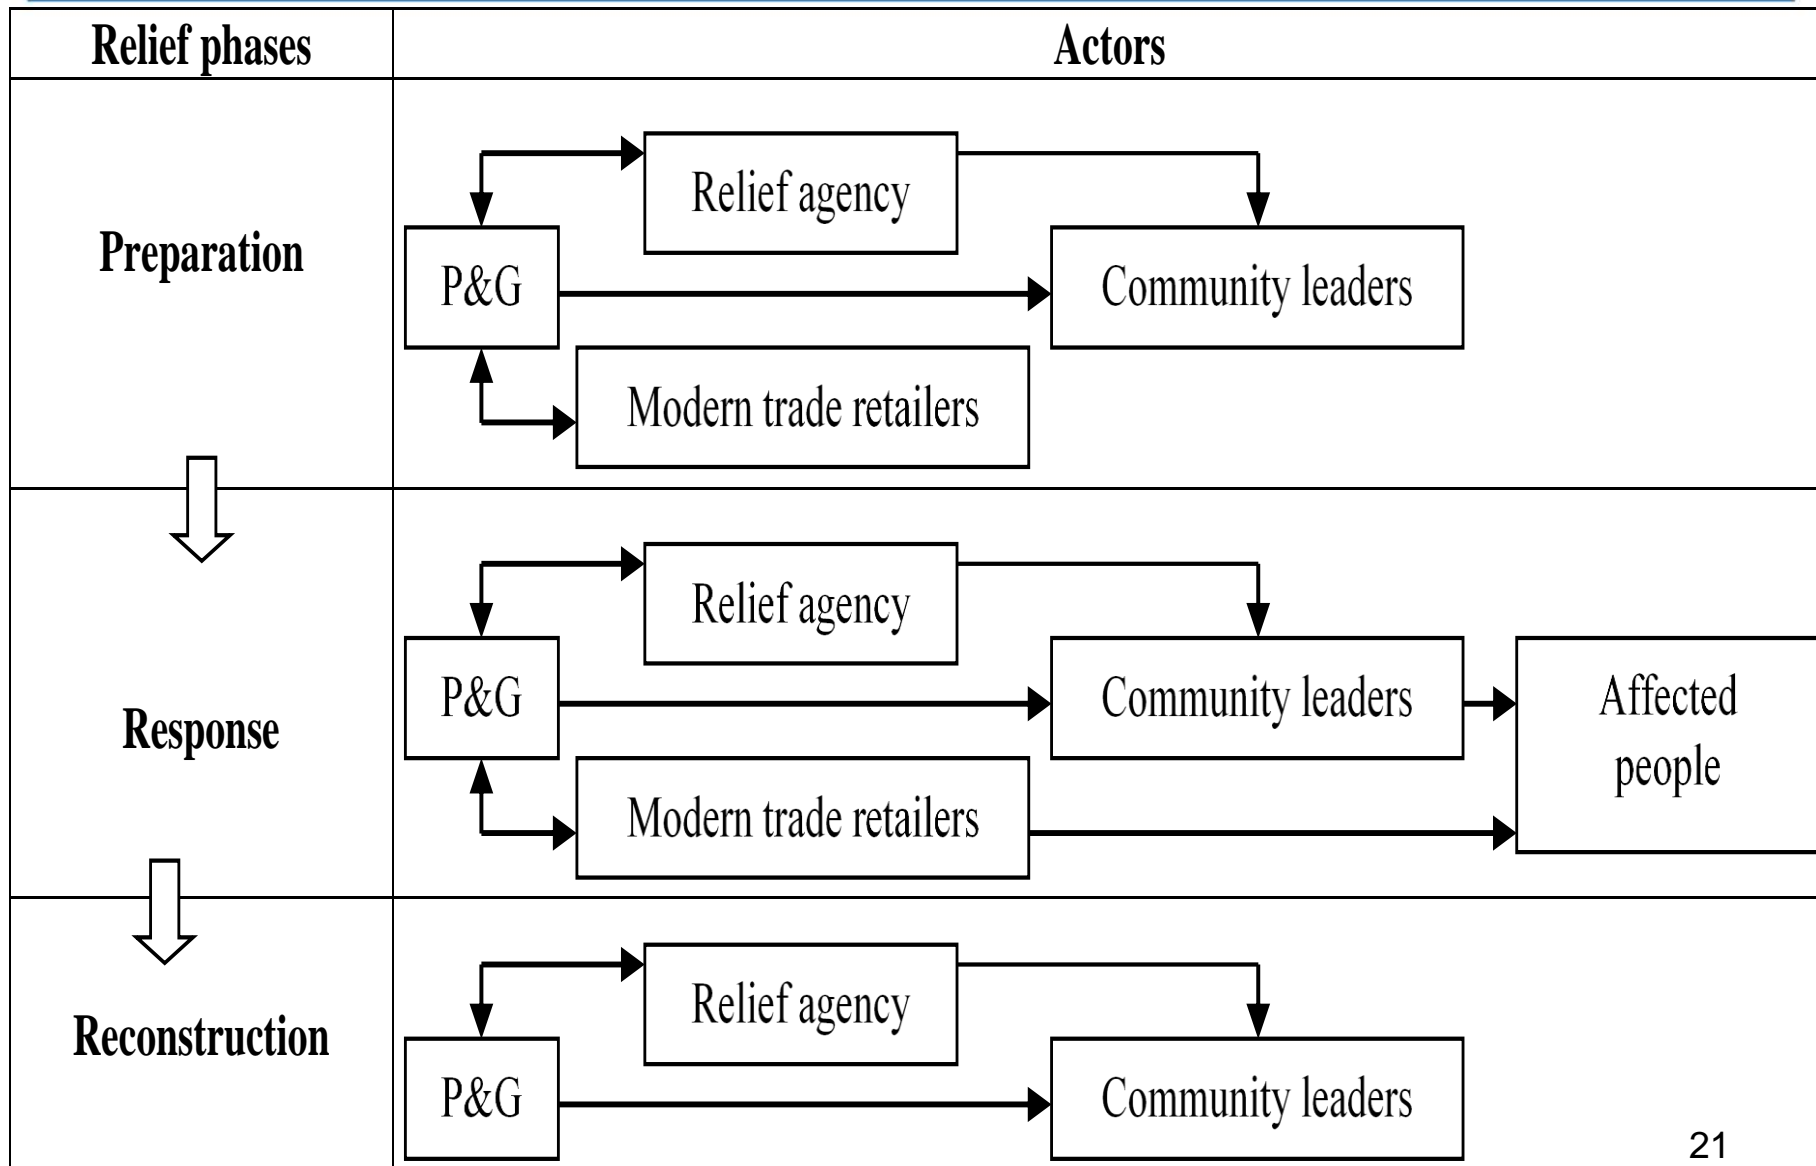 Relief phases
Actors
Preparation
Relief agency
P&G
Community leaders
Modern trade retailers
Response
Relief agency
P&G
Community leaders
Affected
people
Modern trade retailers
Reconstruction
Relief agency
P&G
Community leaders
21